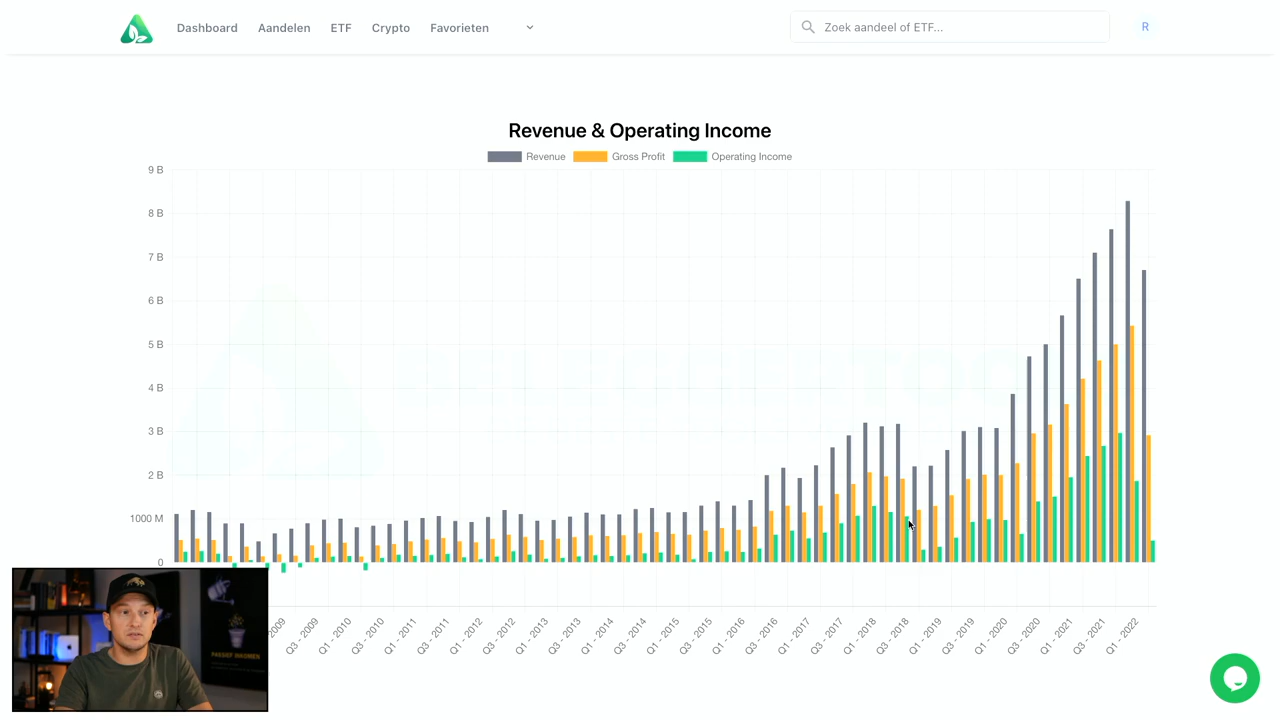 Dashboard
Aandelen
ETF
Crypto
Favorieten
Zoek aandeel of ETF...
R
Revenue & Operating Income
Revenue
Gross Profit
Operating Income
9 B
8 B
7 B
6 B
5 B
4 B
3 B
2 B
1000 M
0
2009
Q3 - 2009
Q1 - 2010
Q3 - 2010
Q1 - 2011
Q3 - 2011
Q1 - 2012
Q3 - 2012
Q1 - 2013
Q3 - 2013
Q1 - 2014
Q3 - 2014
Q1 - 2015
Q3 - 2015
Q1 - 2016
Q3 - 2016
Q1 - 2017
Q3 - 2017
Q1 - 2018
Q3 - 2018
Q1 - 2019
Q3 - 2019
Q1 - 2020
Q3 - 2020
Q1 - 2021
Q3 - 2021
Q1 - 2022
PASSIEF INKOMEN